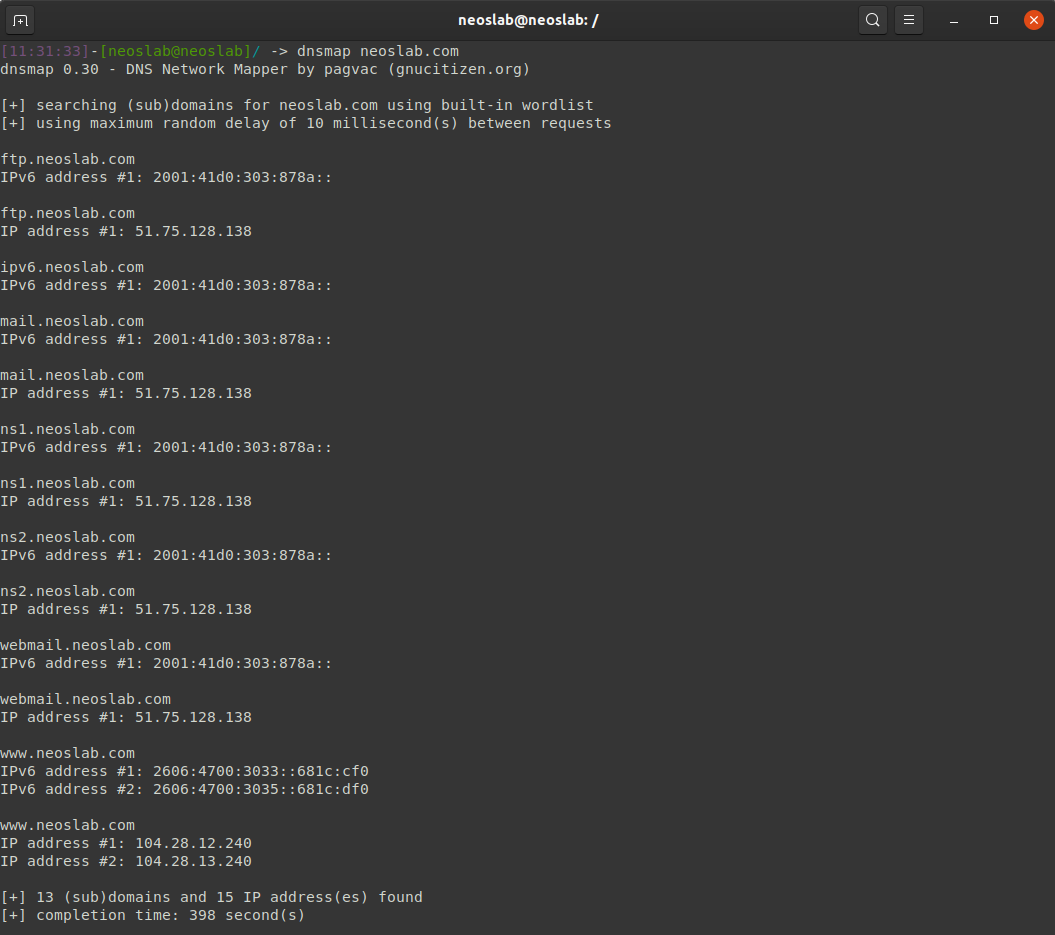 neoslab@neoslab: /
[11:31:33]-[neoslab@neoslab]/ -> dnsmap neoslab.com
dnsmap 0.30 - DNS Network Mapper by pagvac (gnucitizen.org)
[+] searching (sub)domains for neoslab.com using built-in wordlist
[+] using maximum random delay of 10 millisecond(s) between requests
ftp.neoslab.com
IPv6 address #1: 2001:41d0:303:878a::
ftp.neoslab.com
IP address #1: 51.75.128.138
ipv6.neoslab.com
IPv6 address #1: 2001:41d0:303:878a::
mail.neoslab.com
IPv6 address #1: 2001:41d0:303:878a::
mail.neoslab.com
IP address #1: 51.75.128.138
ns1.neoslab.com
IPv6 address #1: 2001:41d0:303:878a::
ns1.neoslab.com
IP address #1: 51.75.128.138
ns2.neoslab.com
IPv6 address #1: 2001:41d0:303:878a::
ns2.neoslab.com
IP address #1: 51.75.128.138
webmail.neoslab.com
IPv6 address #1: 2001:41d0:303:878a::
webmail.neoslab.com
IP address #1: 51.75.128.138
www.neoslab.com
IPv6 address #1: 2606:4700:3033::681c:cf0
IPv6 address #2: 2606:4700:3035::681c:df0
www.neoslab.com
IP address #1: 104.28.12.240
IP address #2: 104.28.13.240
[+] 13 (sub)domains and 15 IP address(es) found
[+] completion time: 398 second(s)